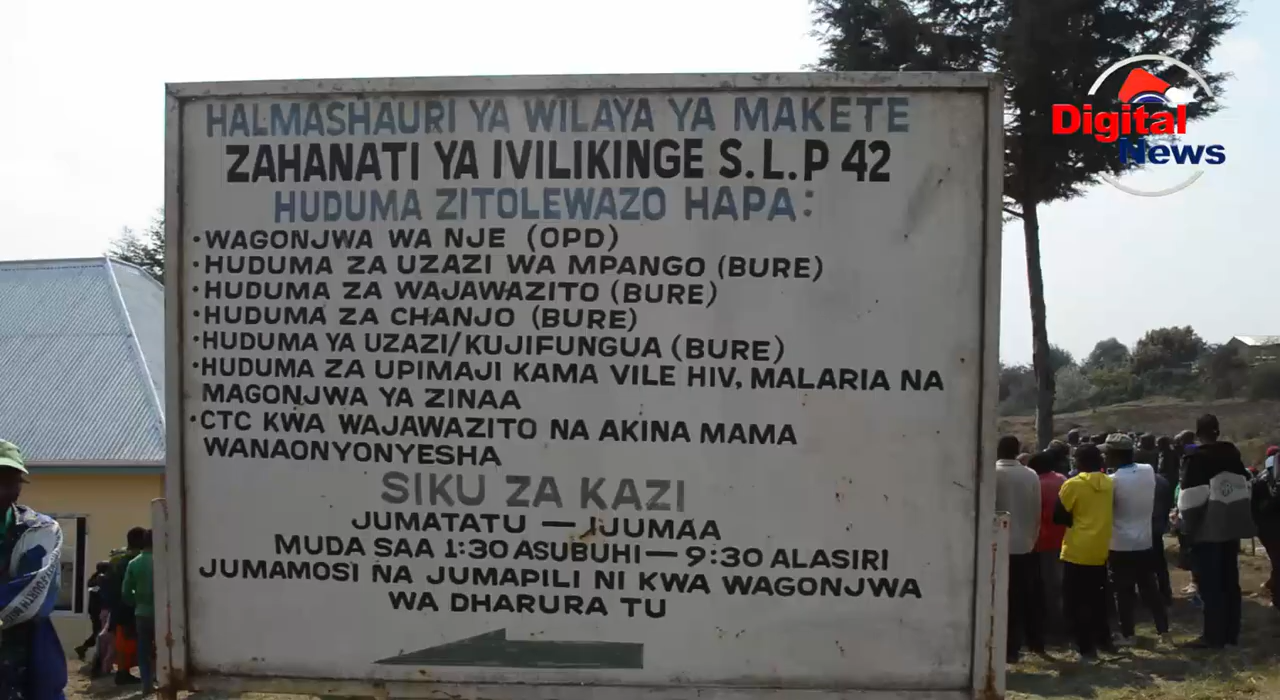 HALMASHAURI YA WILAYA YA MAKETE
ZAHANATI YA IVILIKINGE S.L.P 42
HUDUMA ZITOLEWAZO HAPA:
•WAGONJWA WA NJE (OPD)
•HUDUMA ZA UZAZI WA MPANGO (BURE)
•HUDUMA ZA WAJAWAZITO (BURE)
•HUDUMA ZA CHANJO (BURE)
•HUDUMA YA UZAZI/KUJIFUNGUA (BURE)
•HUDUMA ZA UPIMAJI KAMA VILE HIV, MALARIA NA
MAGONJWA YA ZINAA
•CTC KWA WAJAWAZITO NA AKINA MAMA
WANAONYONYESHA
SIKU ZA KAZI
JUMATATU — IJUMAA
MUDA SAA 1:30 ASUBUHI — 9:30 ALASIRI
JUMAMOSI NA JUMAPILI NI KWA WAGONJWA
WA DHARURA TU
Digital
News